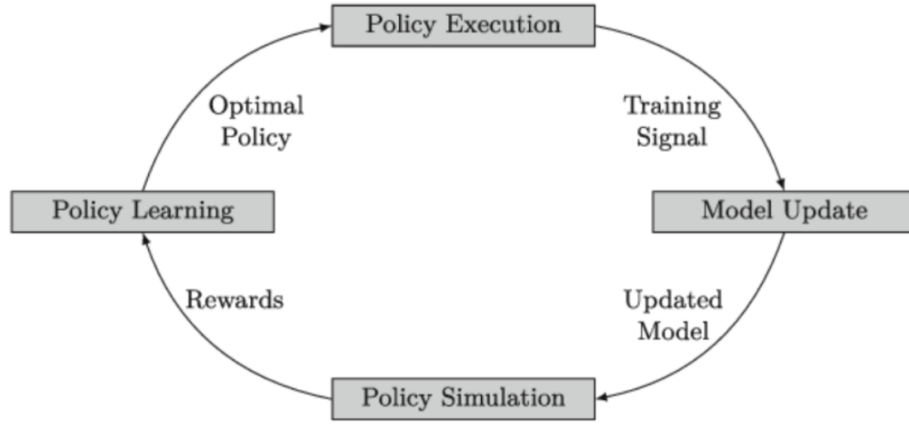 Policy Execution
Optimal
Policy
Training
Signal
Policy Learning
Model Update
Rewards
Updated
Model
Policy Simulation